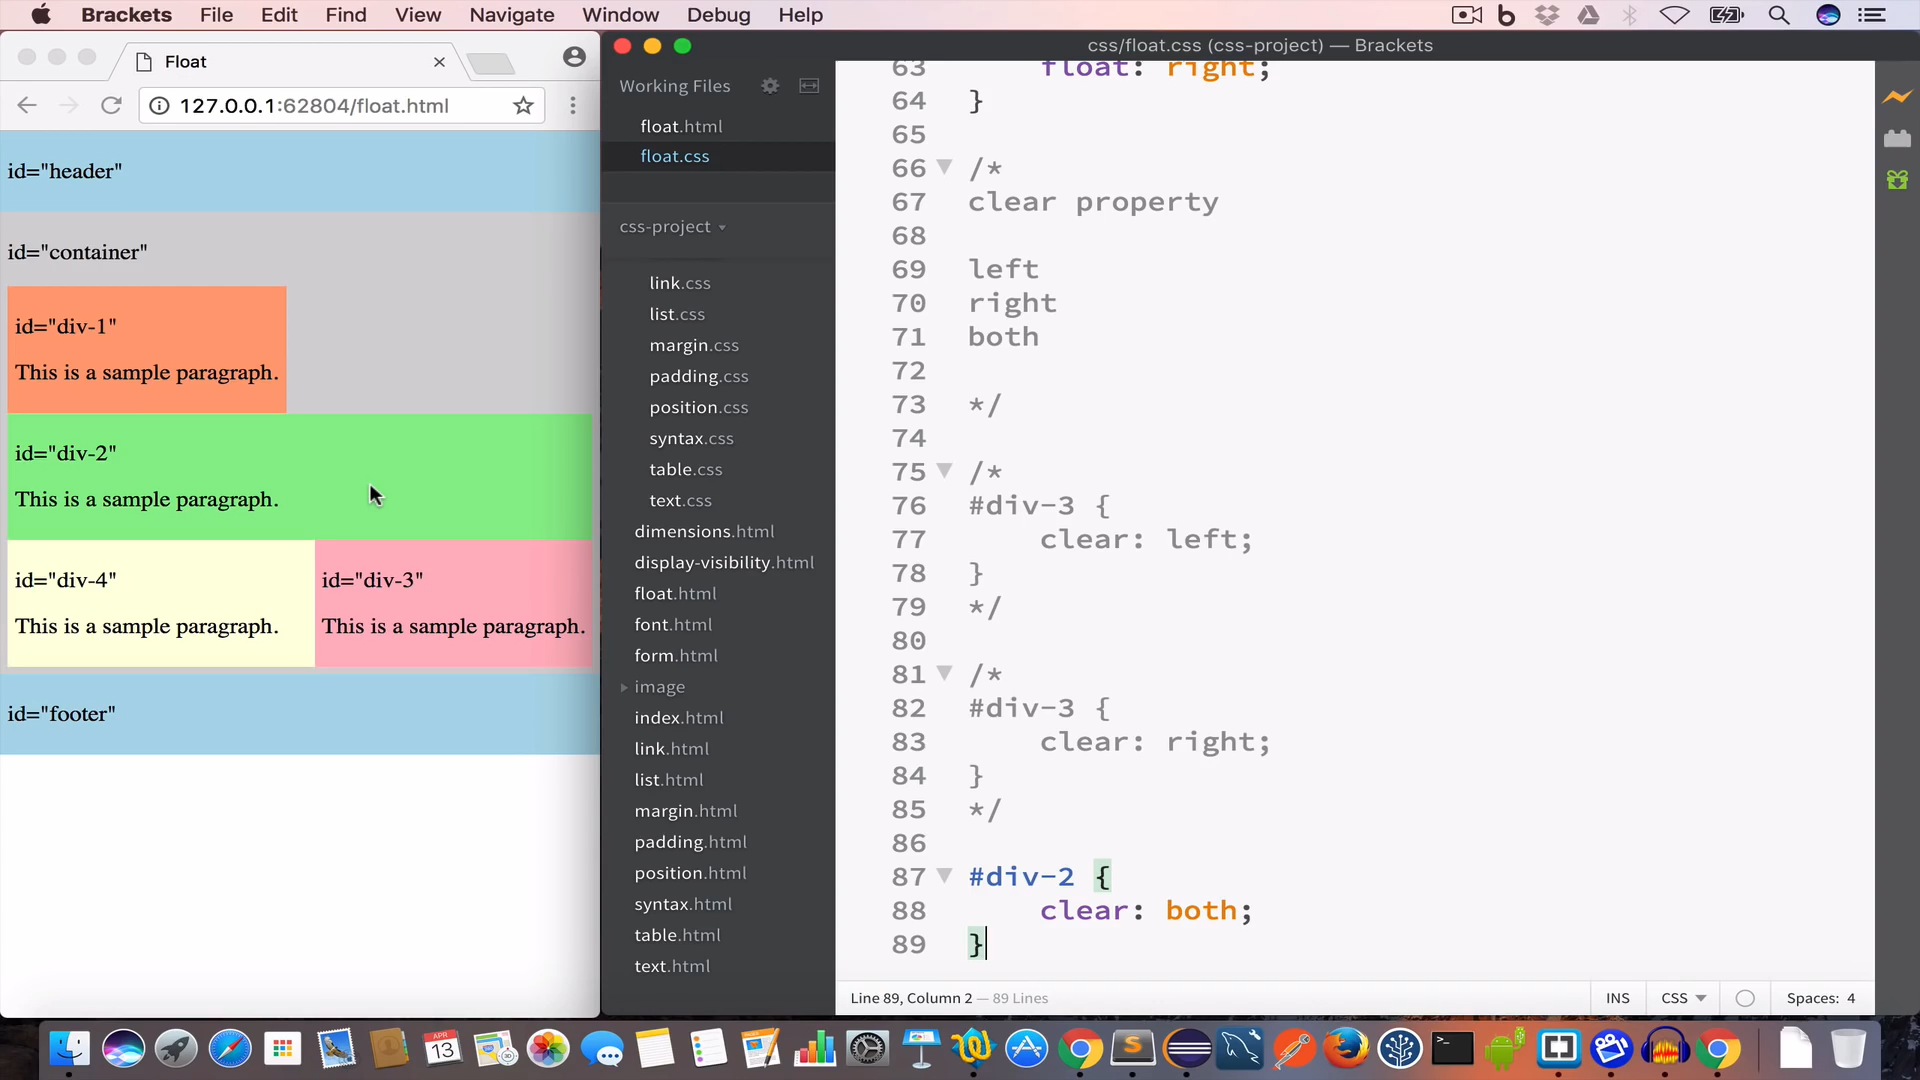 Brackets File Edit Find View Navigate Window Debug Help
Float
127.0.0.1:62804/float.html
id="header"
id="container"
id="div-1"
This is a sample paragraph.
id="div-2"
This is a sample paragraph.
id="div-4"
This is a sample paragraph.
id="div-3"
This is a sample paragraph.
id="footer"
css/float.css (css-project) — Brackets
Working Files
float.html
float.css
css-project
link.css
list.css
margin.css
padding.css
position.css
syntax.css
table.css
text.css
dimensions.html
display-visibility.html
float.html
font.html
form.html
image
index.html
link.html
list.html
margin.html
padding.html
position.html
syntax.html
table.html
text.html
63 float: right;
64 }
65
66 /*
67 clear property
68
69 left
70 right
71 both
72
73 */
74
75 /*
76 #div-3 {
77 clear: left;
78 }
79 */
80
81 /*
82 #div-3 {
83 clear: right;
84 }
85 */
86
87 #div-2 {
88 clear: both;
89 }
Line 89, Column 2 — 89 Lines
INS CSS Spaces: 4
APR
13